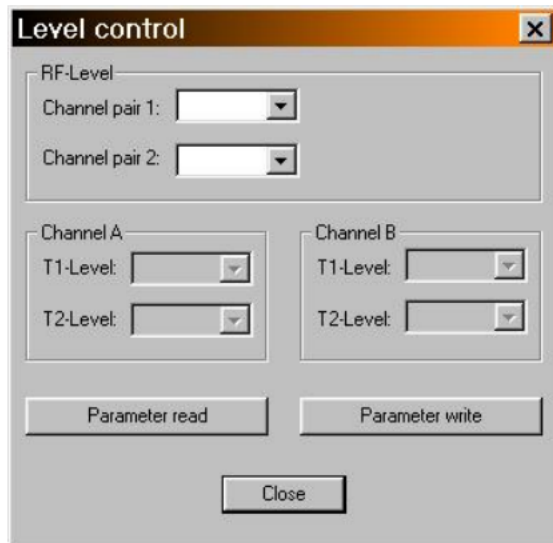 Level control
RF-Level
Channel pair 1:
Channel pair 2:
Channel A
T1-Level:
T2-Level:
Channel B
T1-Level:
T2-Level:
Parameter read
Parameter write
Close